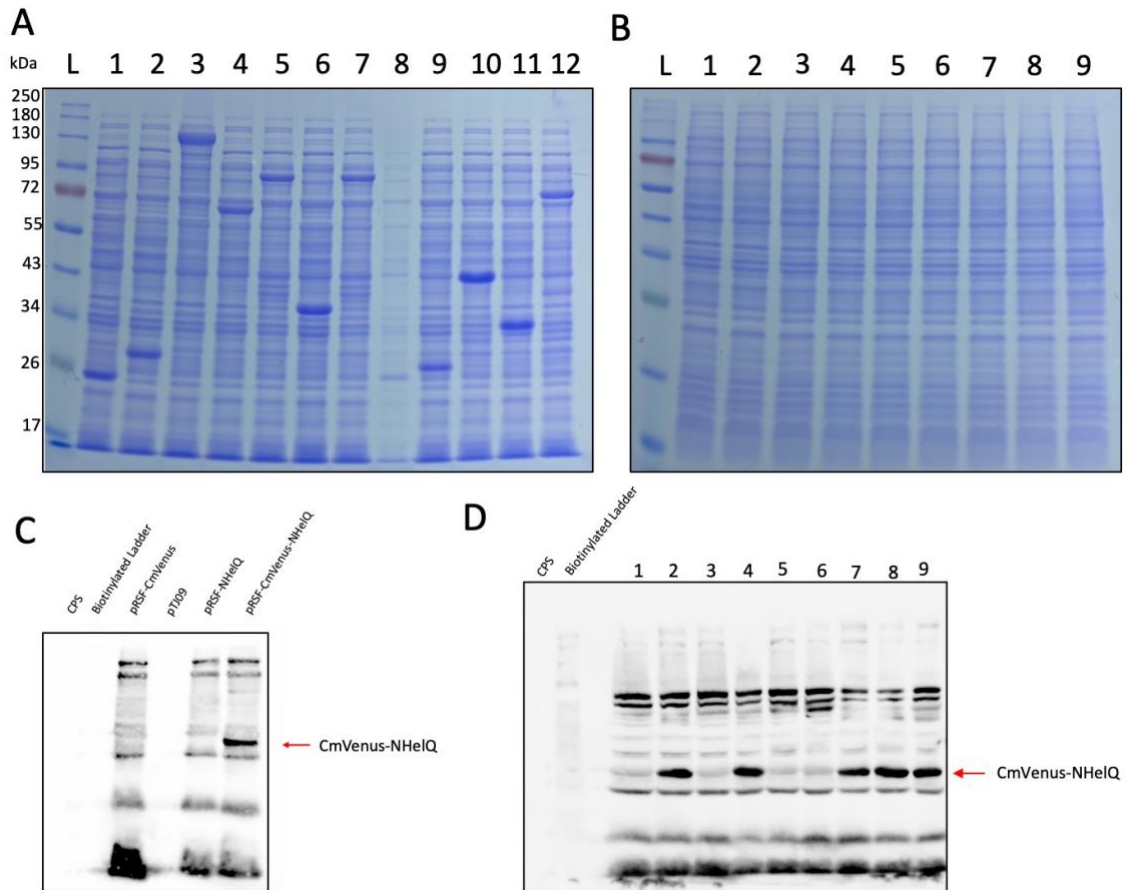 A
kDa L 1 2 3 4 5 6 7 8 9 10 11 12
250
180
130
95
72
55
43
34
26
17
B
L 1 2 3 4 5 6 7 8 9
C
CPS
Biotinylated Ladder
pRSF-CmVenus
pTJ09
pRSF-NHelQ
pRSF-CmVenus-NHelQ
CmVenus-NHelQ
D
CPS
Biotinylated Ladder
1 2 3 4 5 6 7 8 9
CmVenus-NHelQ